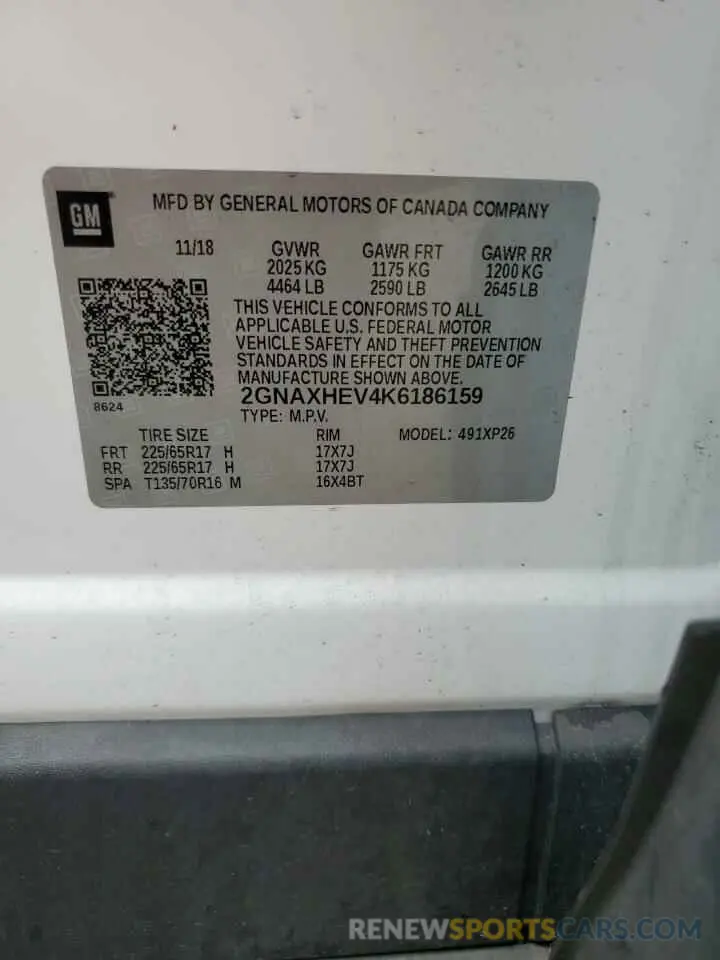 GM
MFD BY GENERAL MOTORS OF CANADA COMPANY
11/18 GVWR GAWR FRT GAWR RR
2025 KG 1175 KG 1200 KG
4464 LB 2590 LB 2645 LB
THIS VEHICLE CONFORMS TO ALL
APPLICABLE U.S. FEDERAL MOTOR
VEHICLE SAFETY AND THEFT PREVENTION
STANDARDS IN EFFECT ON THE DATE OF
MANUFACTURE SHOWN ABOVE.
8624 2GNAXHEV4K6186159
TYPE: M.P.V.
TIRE SIZE RIM MODEL: 491XP26
FRT 225/65R17 H 17X7J
RR 225/65R17 H 17X7J
SPA T135/70R16 M 16X4BT
RENEWSPORTSCARS.COM